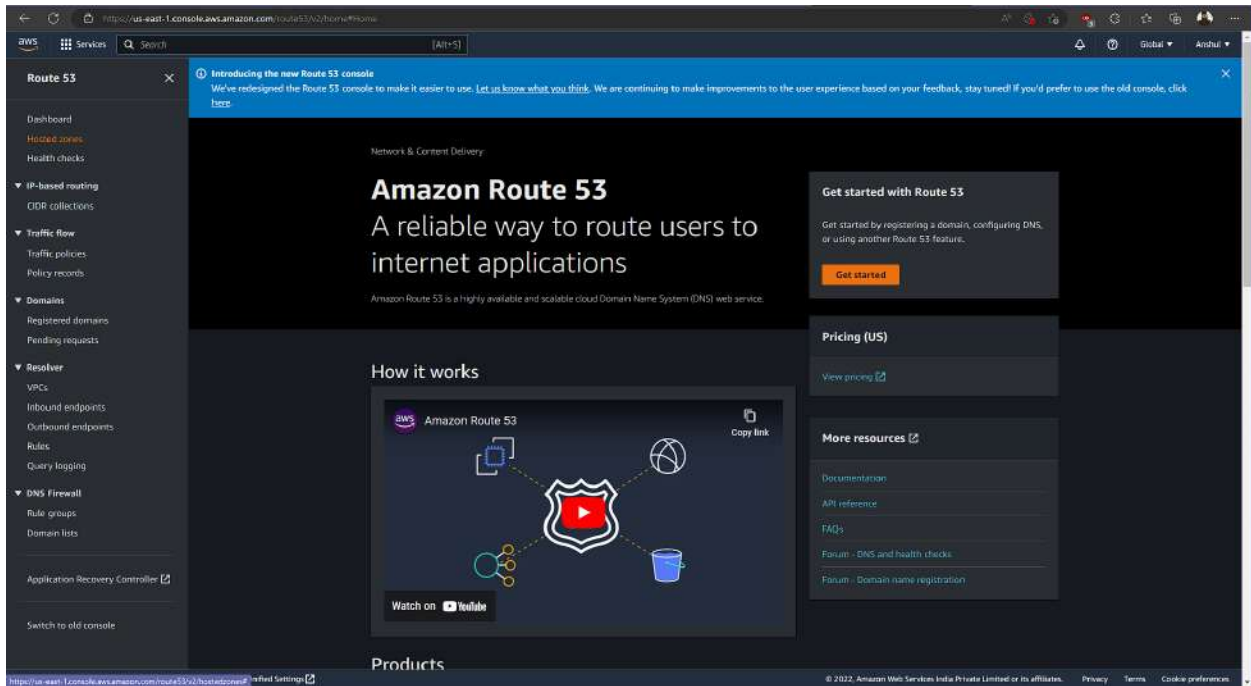 https://us-east-1.console.aws.amazon.com/route53/v2/home#Home
aws
Services
Search
[Alt+S]
Global
Anshul
Route 53
Dashboard
Hosted zones
Health checks
IP-based routing
CIDR collections
Traffic flow
Traffic policies
Policy records
Domains
Registered domains
Pending requests
Resolver
VPCs
Inbound endpoints
Outbound endpoints
Rules
Query logging
DNS Firewall
Rule groups
Domain lists
Application Recovery Controller
Switch to old console
Introducing the new Route 53 console
We've redesigned the Route 53 console to make it easier to use. Let us know what you think. We are continuing to make improvements to the user experience based on your feedback, stay tuned! If you'd prefer to use the old console, click
here.
Network & Content Delivery
Amazon Route 53
A reliable way to route users to
internet applications
Amazon Route 53 is a highly available and scalable cloud Domain Name System (DNS) web service.
Get started with Route 53
Get started by registering a domain, configuring DNS,
or using another Route 53 feature.
Get started
Pricing (US)
View pricing
How it works
aws
Amazon Route 53
Copy link
Watch on YouTube
More resources
Documentation
API reference
FAQs
Forum - DNS and health checks
Forum - Domain name registration
Products
https://us-east-1.console.aws.amazon.com/route53/v2/hostedzones#
nified Settings
© 2022, Amazon Web Services India Private Limited or its affiliates.
Privacy
Terms
Cookie preferences